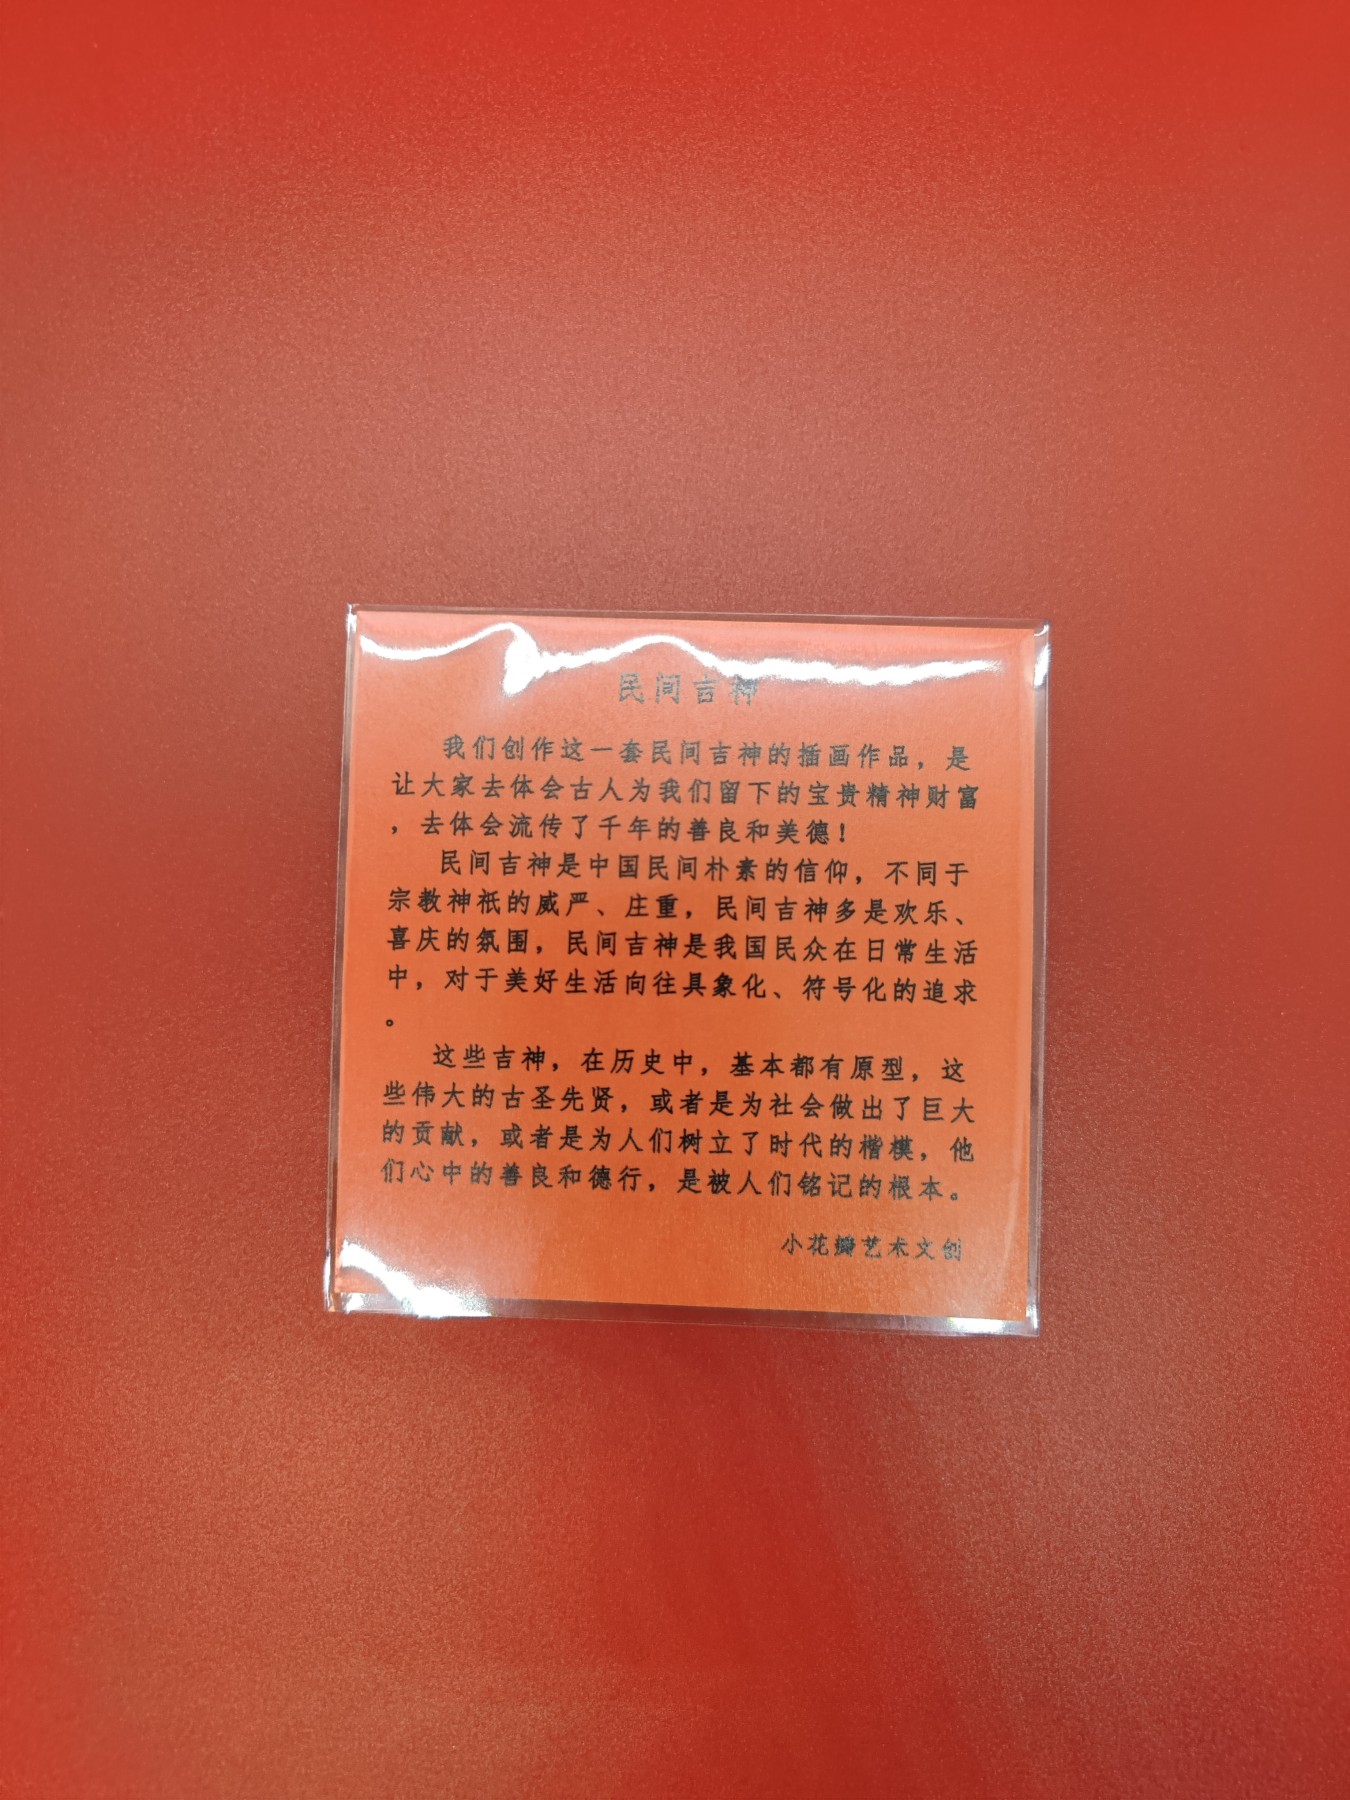 民间吉神
我们创作这一套民间吉神的插画作品，是
让大家去体会古人为我们留下的宝贵精神财富
，去体会流传了千年的善良和美德！
民间吉神是中国民间朴素的信仰，不同于
宗教神祇的威严、庄重，民间吉神多是欢乐、
喜庆的氛围，民间吉神是我国民众在日常生活
中，对于美好生活向往具象化、符号化的追求
。
这些吉神，在历史中，基本都有原型，这
些伟大的古圣先贤，或者是为社会做出了巨大
的贡献，或者是为人们树立了时代的楷模，他
们心中的善良和德行，是被人们铭记的根本。
小花瓣艺术文创